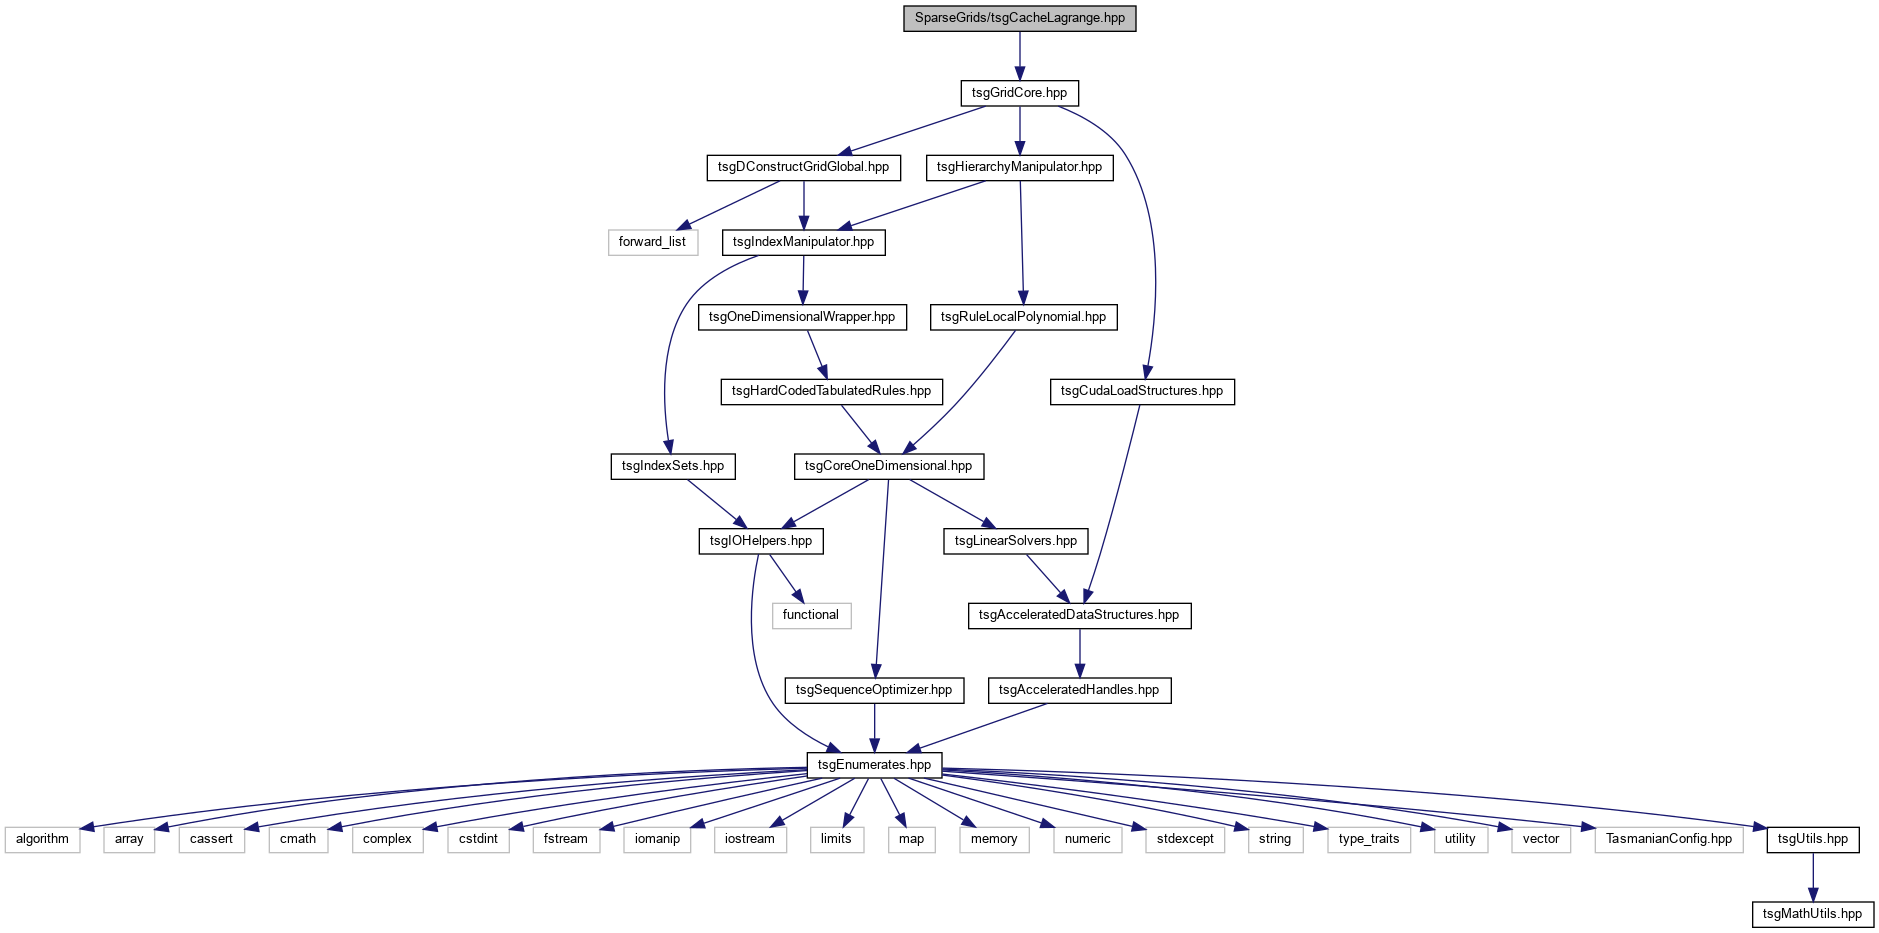 SparseGrids/tsgCacheLagrange.hpp
tsgGridCore.hpp
tsgDConstructGridGlobal.hpp
tsgHierarchyManipulator.hpp
forward_list
tsgIndexManipulator.hpp
tsgOneDimensionalWrapper.hpp
tsgRuleLocalPolynomial.hpp
tsgHardCodedTabulatedRules.hpp
tsgCudaLoadStructures.hpp
tsgIndexSets.hpp
tsgCoreOneDimensional.hpp
tsgIOHelpers.hpp
tsgLinearSolvers.hpp
functional
tsgAcceleratedDataStructures.hpp
tsgSequenceOptimizer.hpp
tsgAcceleratedHandles.hpp
tsgEnumerates.hpp
algorithm
array
cassert
cmath
complex
cstdint
fstream
iomanip
iostream
limits
map
memory
numeric
stdexcept
string
type_traits
utility
vector
TasmanianConfig.hpp
tsgUtils.hpp
tsgMathUtils.hpp